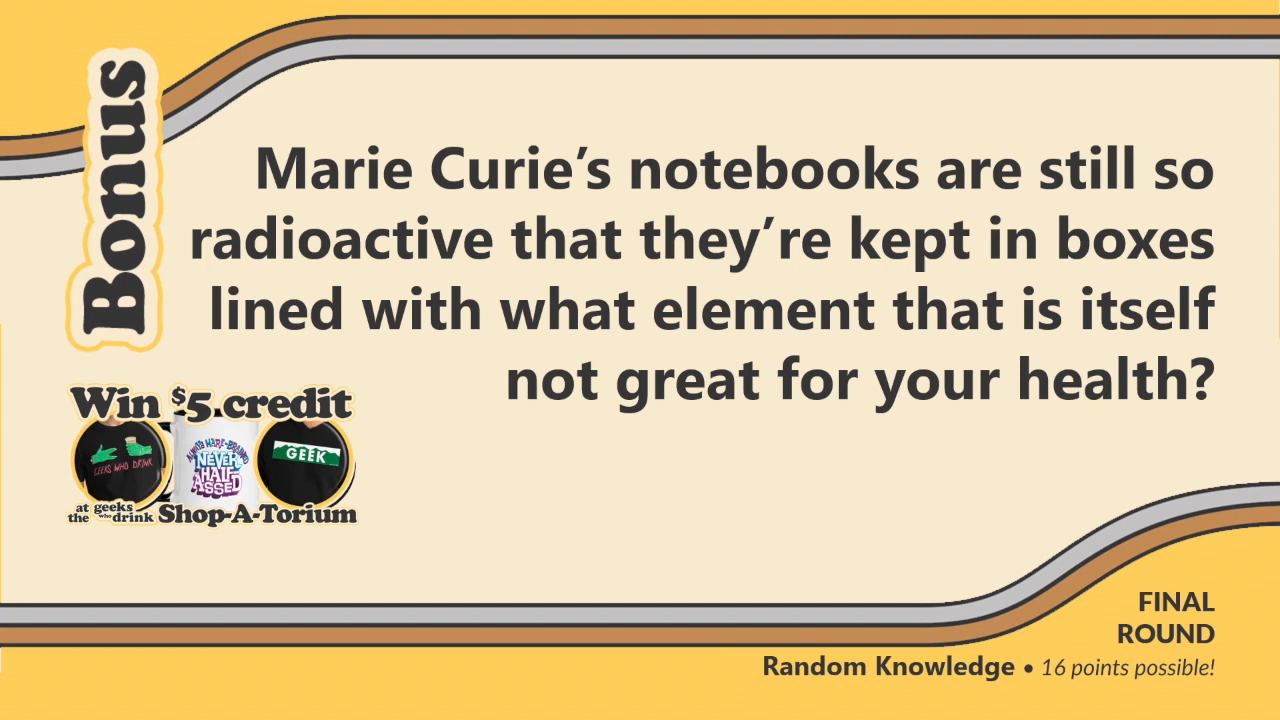 Bonus
Marie Curie’s notebooks are still so
radioactive that they’re kept in boxes
lined with what element that is itself
not great for your health?
Win $5 credit
GEEKS WHO DRINK
ALWAYS HALF-BRAINED
NEVER
HALF
ASSED
GEEK
at the geeks who drink Shop-A-Torium
FINAL
ROUND
Random Knowledge • 16 points possible!